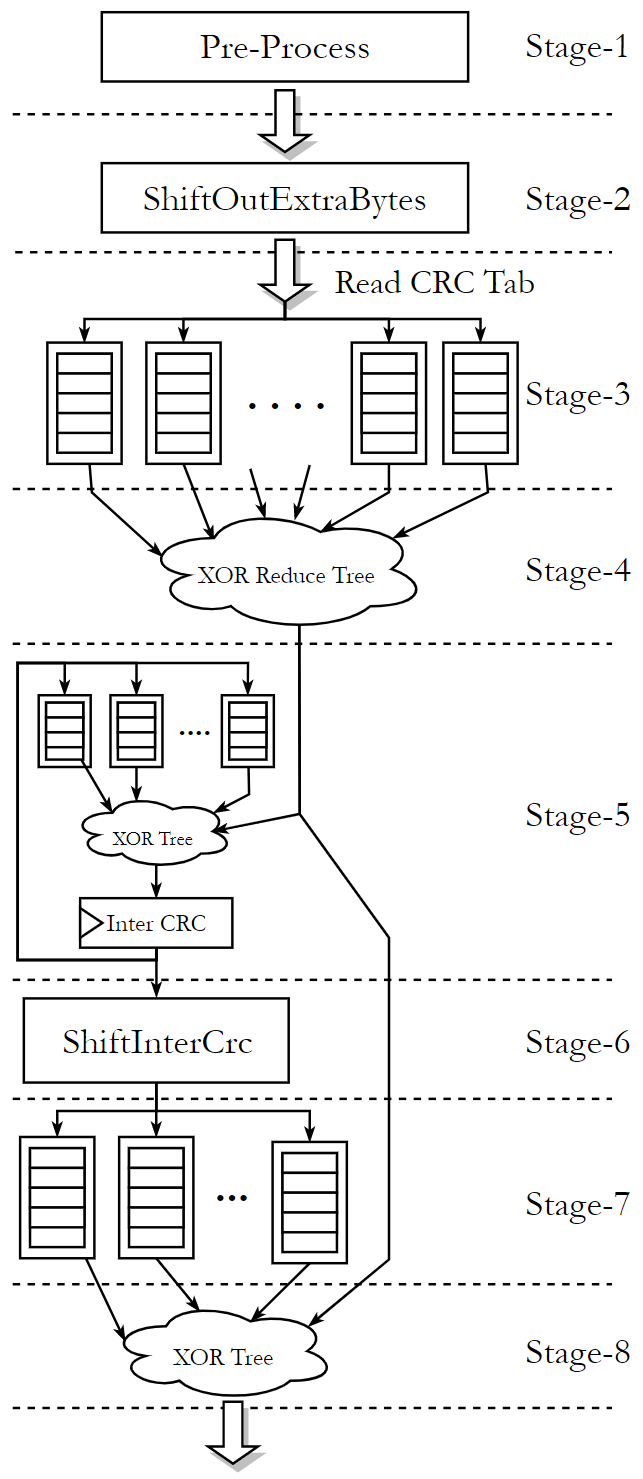 Pre-Process
Stage-1
ShiftOutExtraBytes
Stage-2
Read CRC Tab
. . . .
Stage-3
XOR Reduce Tree
Stage-4
....
XOR Tree
Stage-5
Inter CRC
ShiftInterCrc
Stage-6
...
Stage-7
XOR Tree
Stage-8